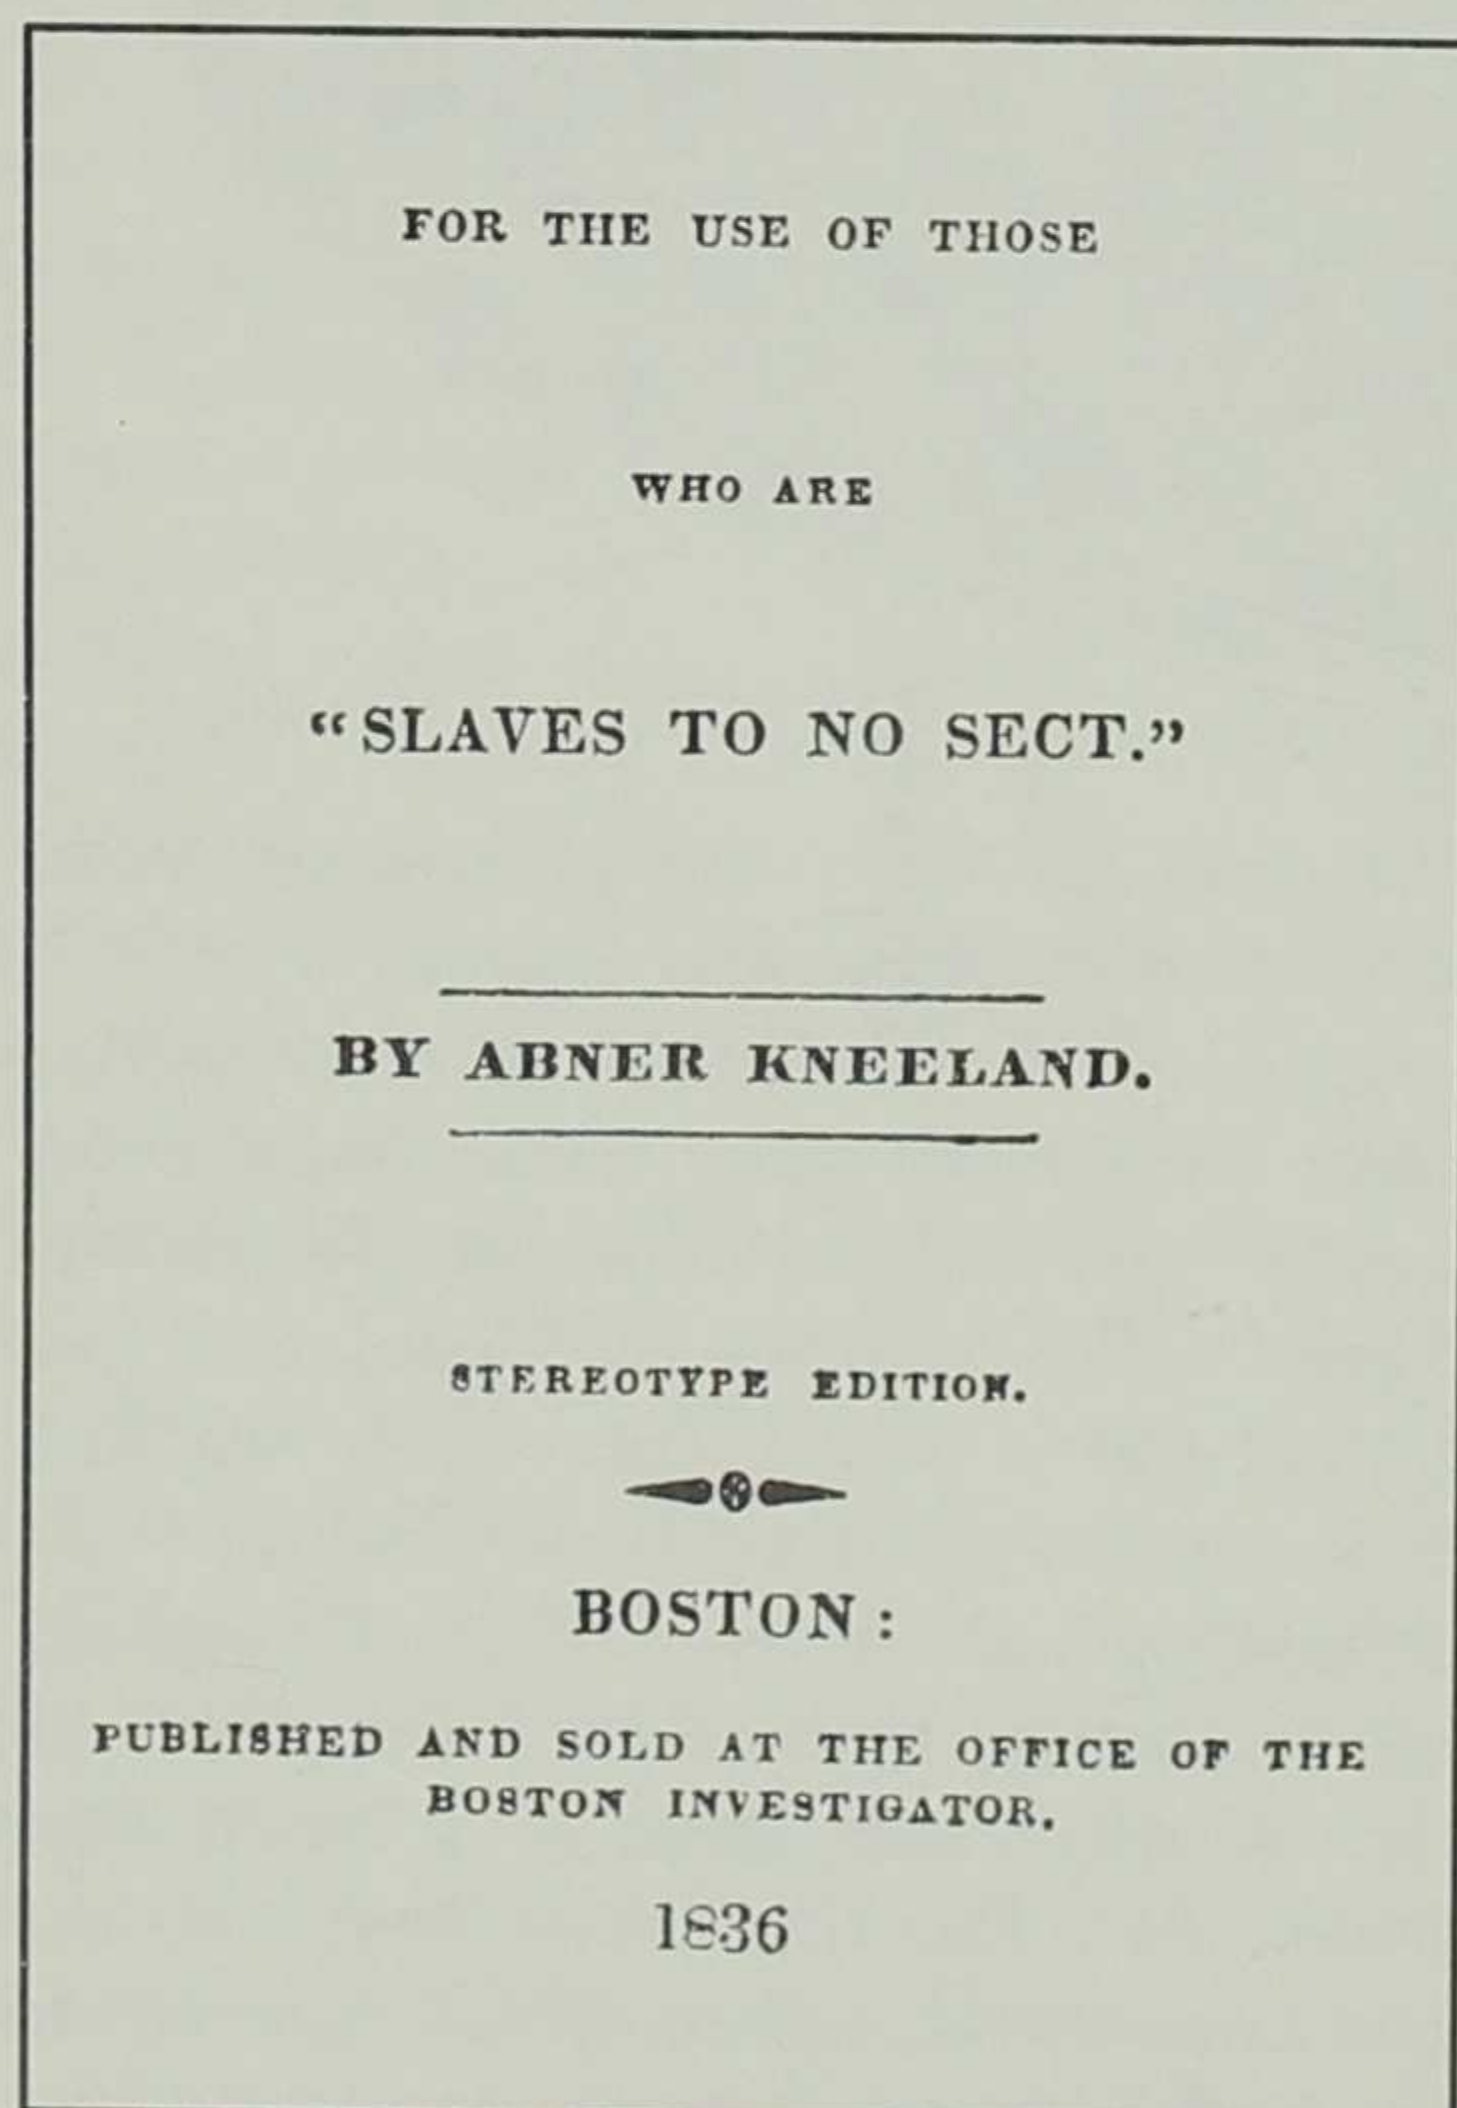 FOR THE USE OF THOSE
WHO ARE
“SLAVES TO NO SECT.”
BY ABNER KNEELAND.
STEREOTYPE EDITION.
BOSTON:
PUBLISHED AND SOLD AT THE OFFICE OF THE
BOSTON INVESTIGATOR.
1836